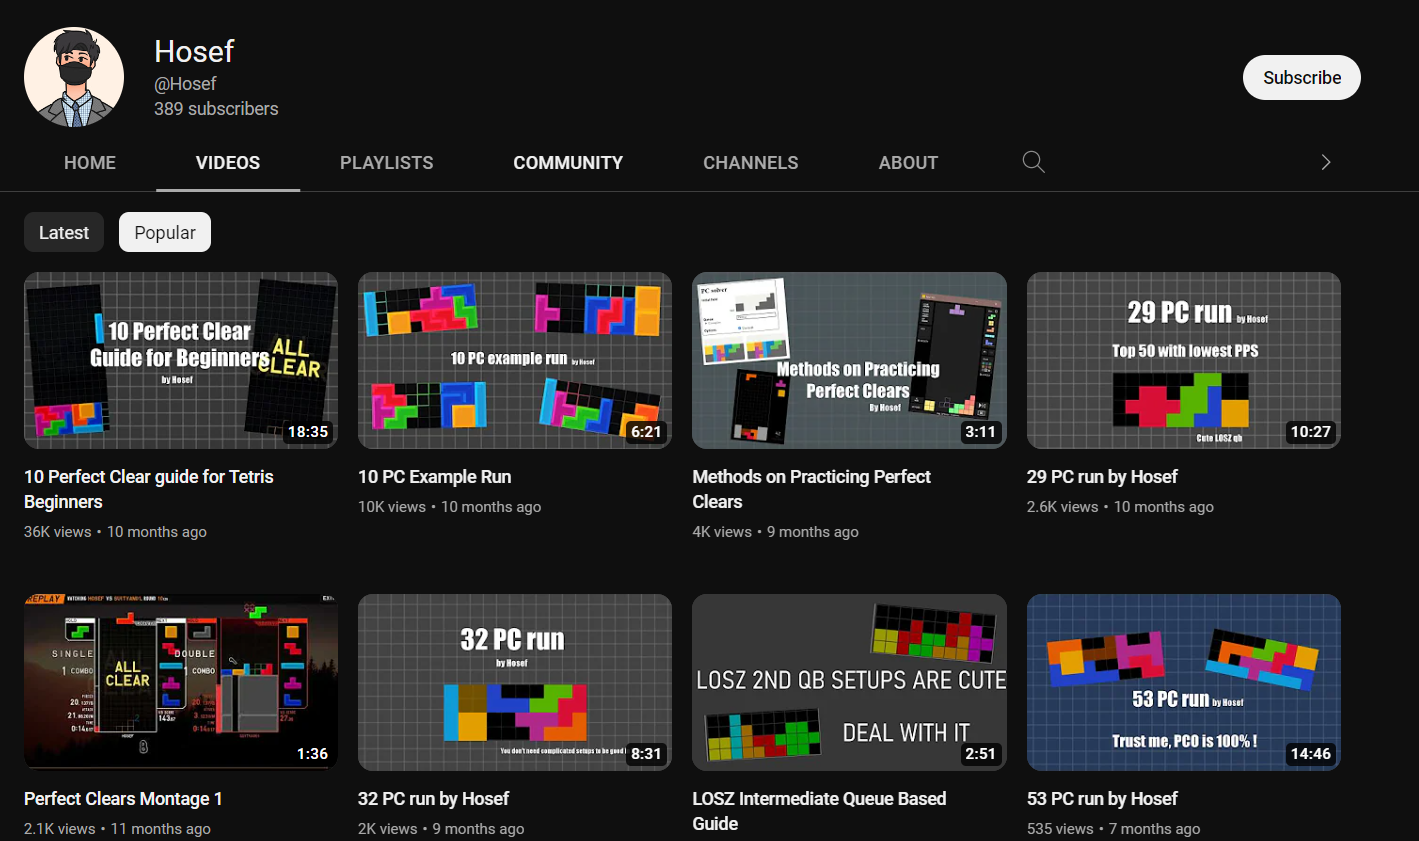 Hosef
@Hosef
389 subscribers
Subscribe
HOME
VIDEOS
PLAYLISTS
COMMUNITY
CHANNELS
ABOUT
Latest
Popular
10 Perfect Clear
Guide for Beginners
by Hosef
ALL
CLEAR
18:35
10 PC example run by Hosef
6:21
PC solver
Methods on Practicing
Perfect Clears
by Hosef
3:11
29 PC run by Hosef
Top 50 with lowest PPS
Cute LOSZ qb
10:27
10 Perfect Clear guide for Tetris
Beginners
36K views • 10 months ago
10 PC Example Run
10K views • 10 months ago
Methods on Practicing Perfect
Clears
4K views • 9 months ago
29 PC run by Hosef
2.6K views • 10 months ago
REPLAY
SINGLE
1 COMBO
ALL
CLEAR
DOUBLE
1 COMBO
1:36
32 PC run
by Hosef
You don't need complicated setups to be good
8:31
LOSZ 2ND QB SETUPS ARE CUTE
DEAL WITH IT
2:51
53 PC run by Hosef
Trust me, PCO is 100% !
14:46
Perfect Clears Montage 1
2.1K views • 11 months ago
32 PC run by Hosef
2K views • 9 months ago
LOSZ Intermediate Queue Based
Guide
53 PC run by Hosef
535 views • 7 months ago